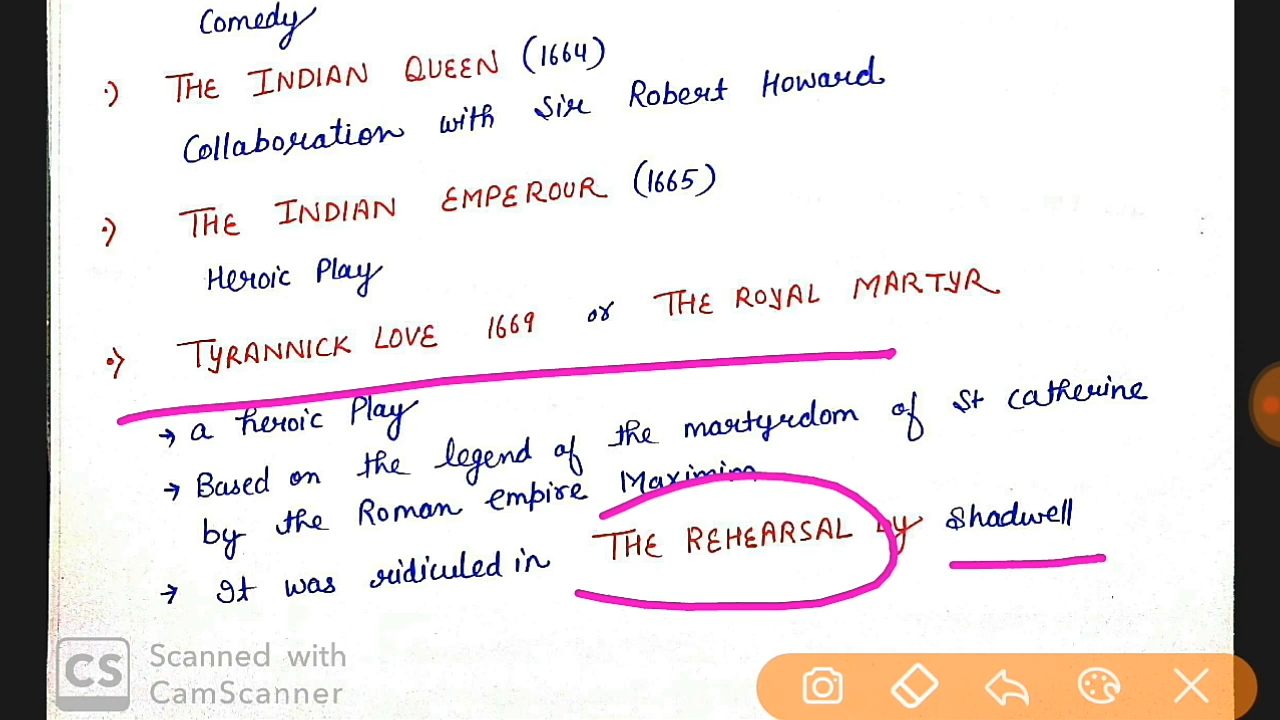 Comedy
·) THE INDIAN QUEEN (1664)
Collaboration with Sir Robert Howard
·) THE INDIAN EMPEROUR (1665)
Heroic Play
·) TYRANNICK LOVE 1669 or THE ROYAL MARTYR
→ a heroic Play
→ Based on the legend of the martyrdom of St Catherine
by the Roman empire Maximin
→ It was ridiculed in THE REHEARSAL by Shadwell
CS Scanned with
CamScanner